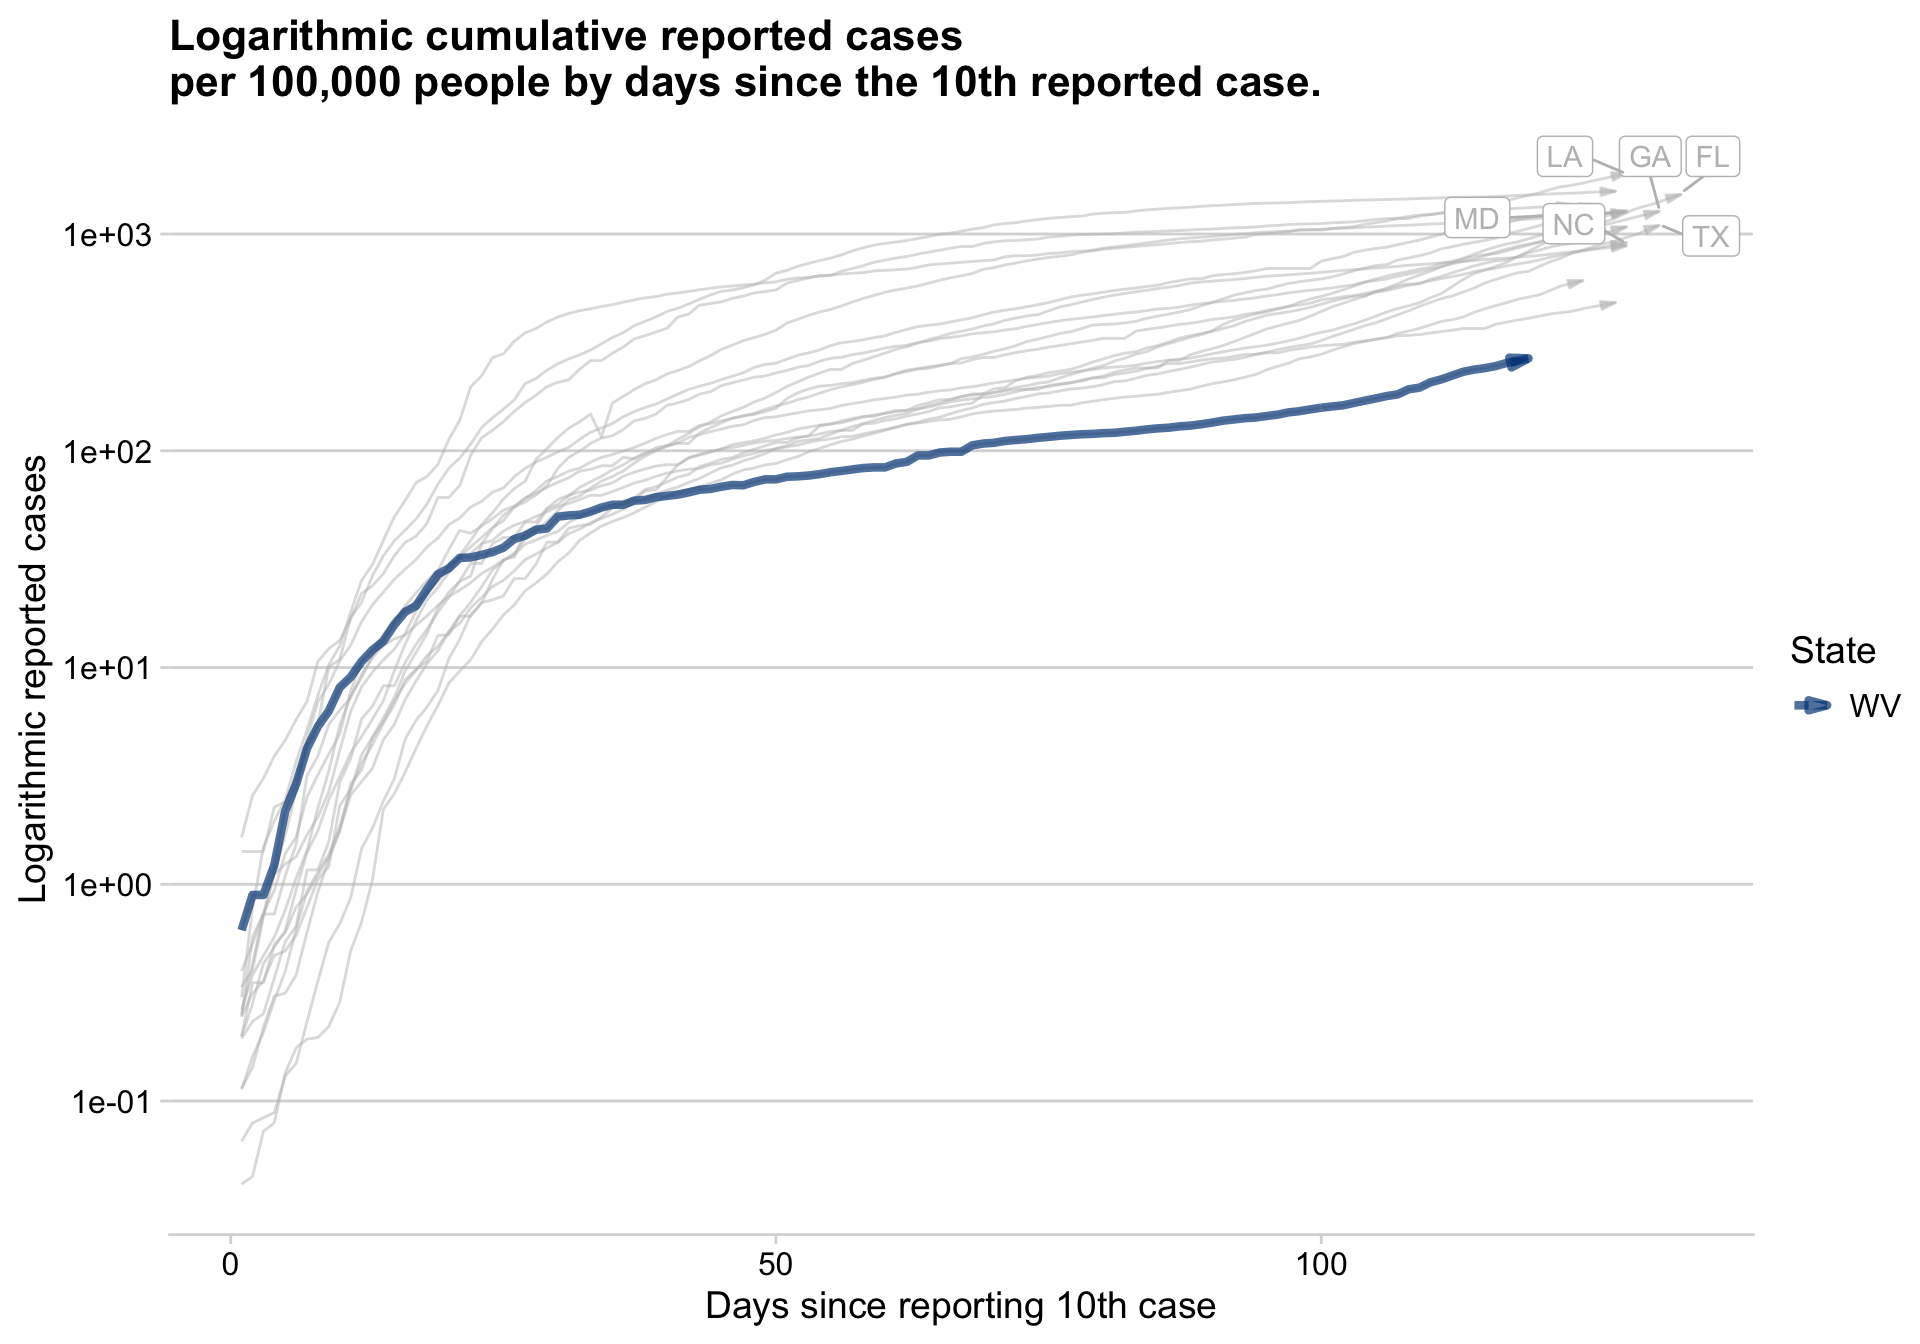 Logarithmic cumulative reported cases
per 100,000 people by days since the 10th reported case.
LA
GA
FL
MD
NC
TX
1e+03
1e+02
1e+01
1e+00
1e-01
Logarithmic reported cases
State
WV
0
50
100
Days since reporting 10th case